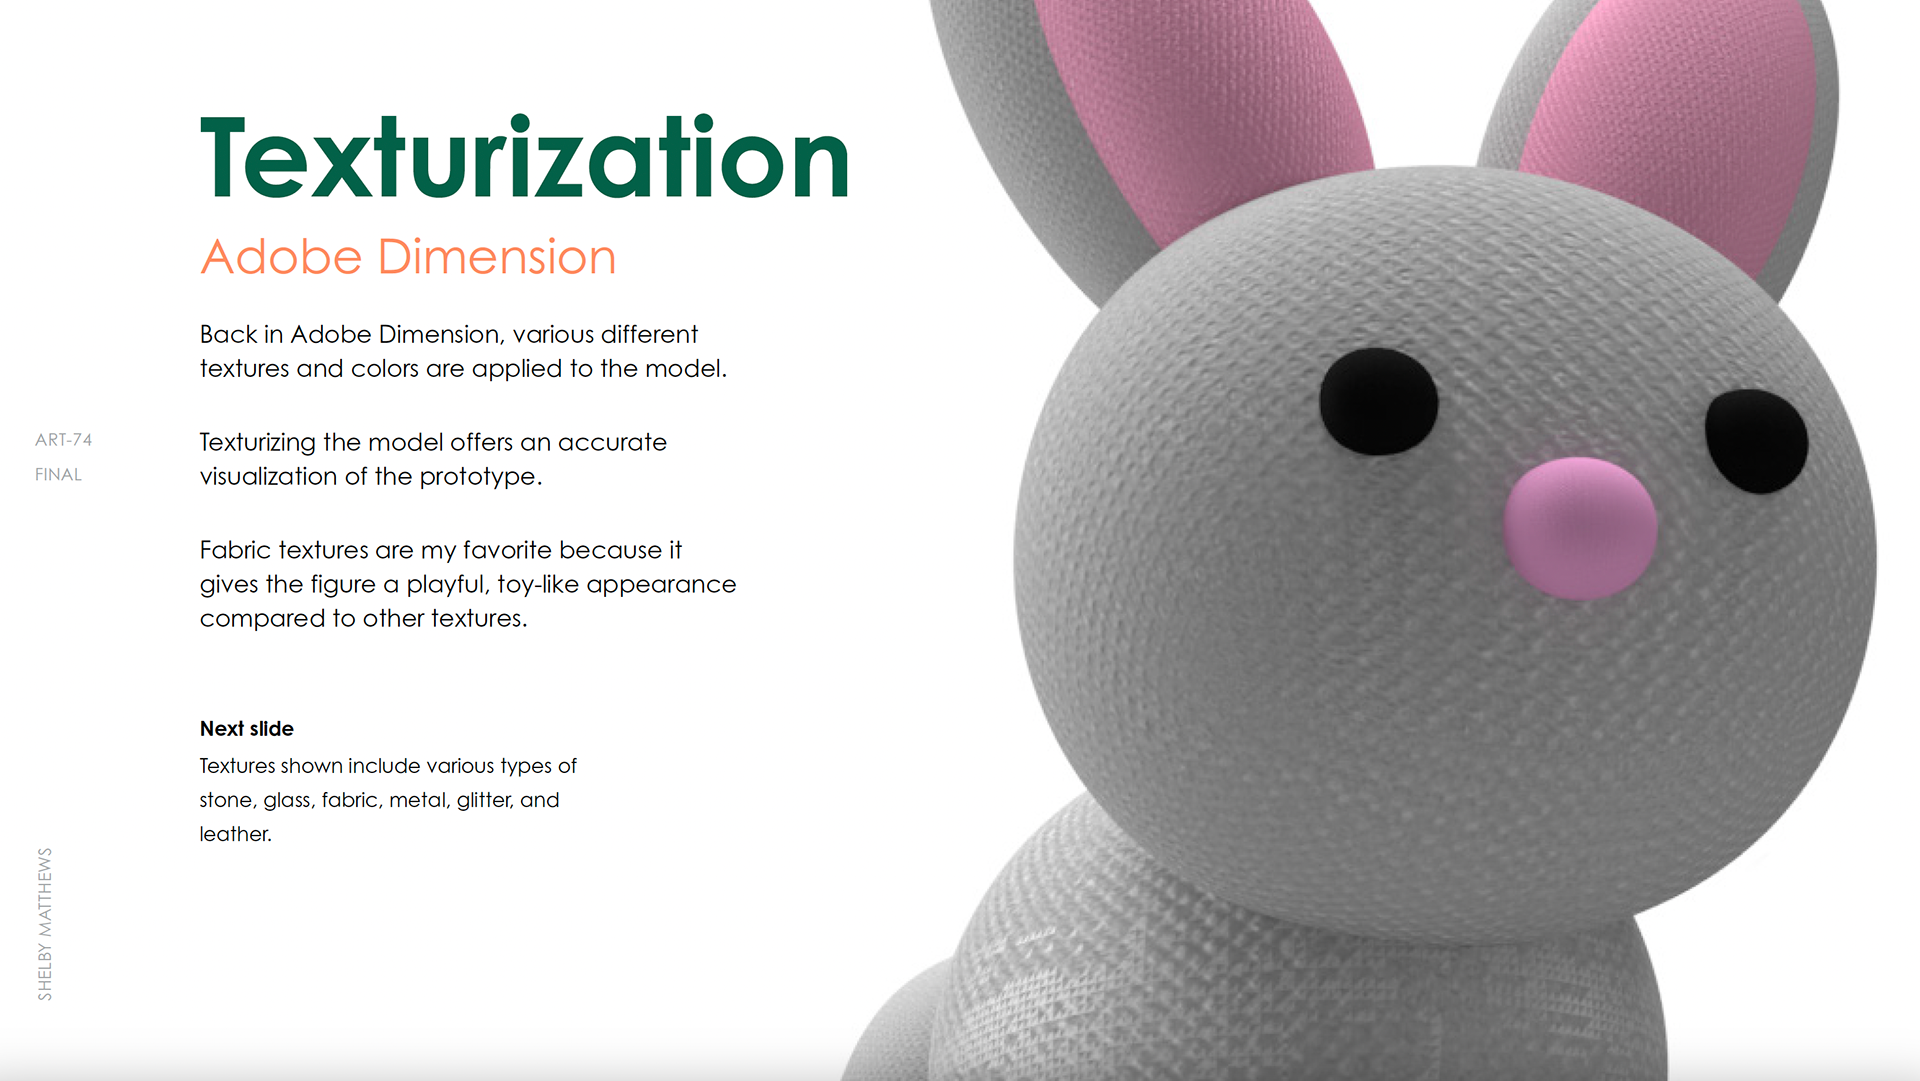 Texturization
Adobe Dimension
Back in Adobe Dimension, various different
textures and colors are applied to the model.
Texturizing the model offers an accurate
visualization of the prototype.
Fabric textures are my favorite because it
gives the figure a playful, toy-like appearance
compared to other textures.
Next slide
Textures shown include various types of
stone, glass, fabric, metal, glitter, and
leather.
ART-74
FINAL
SHELBY MATTHEWS